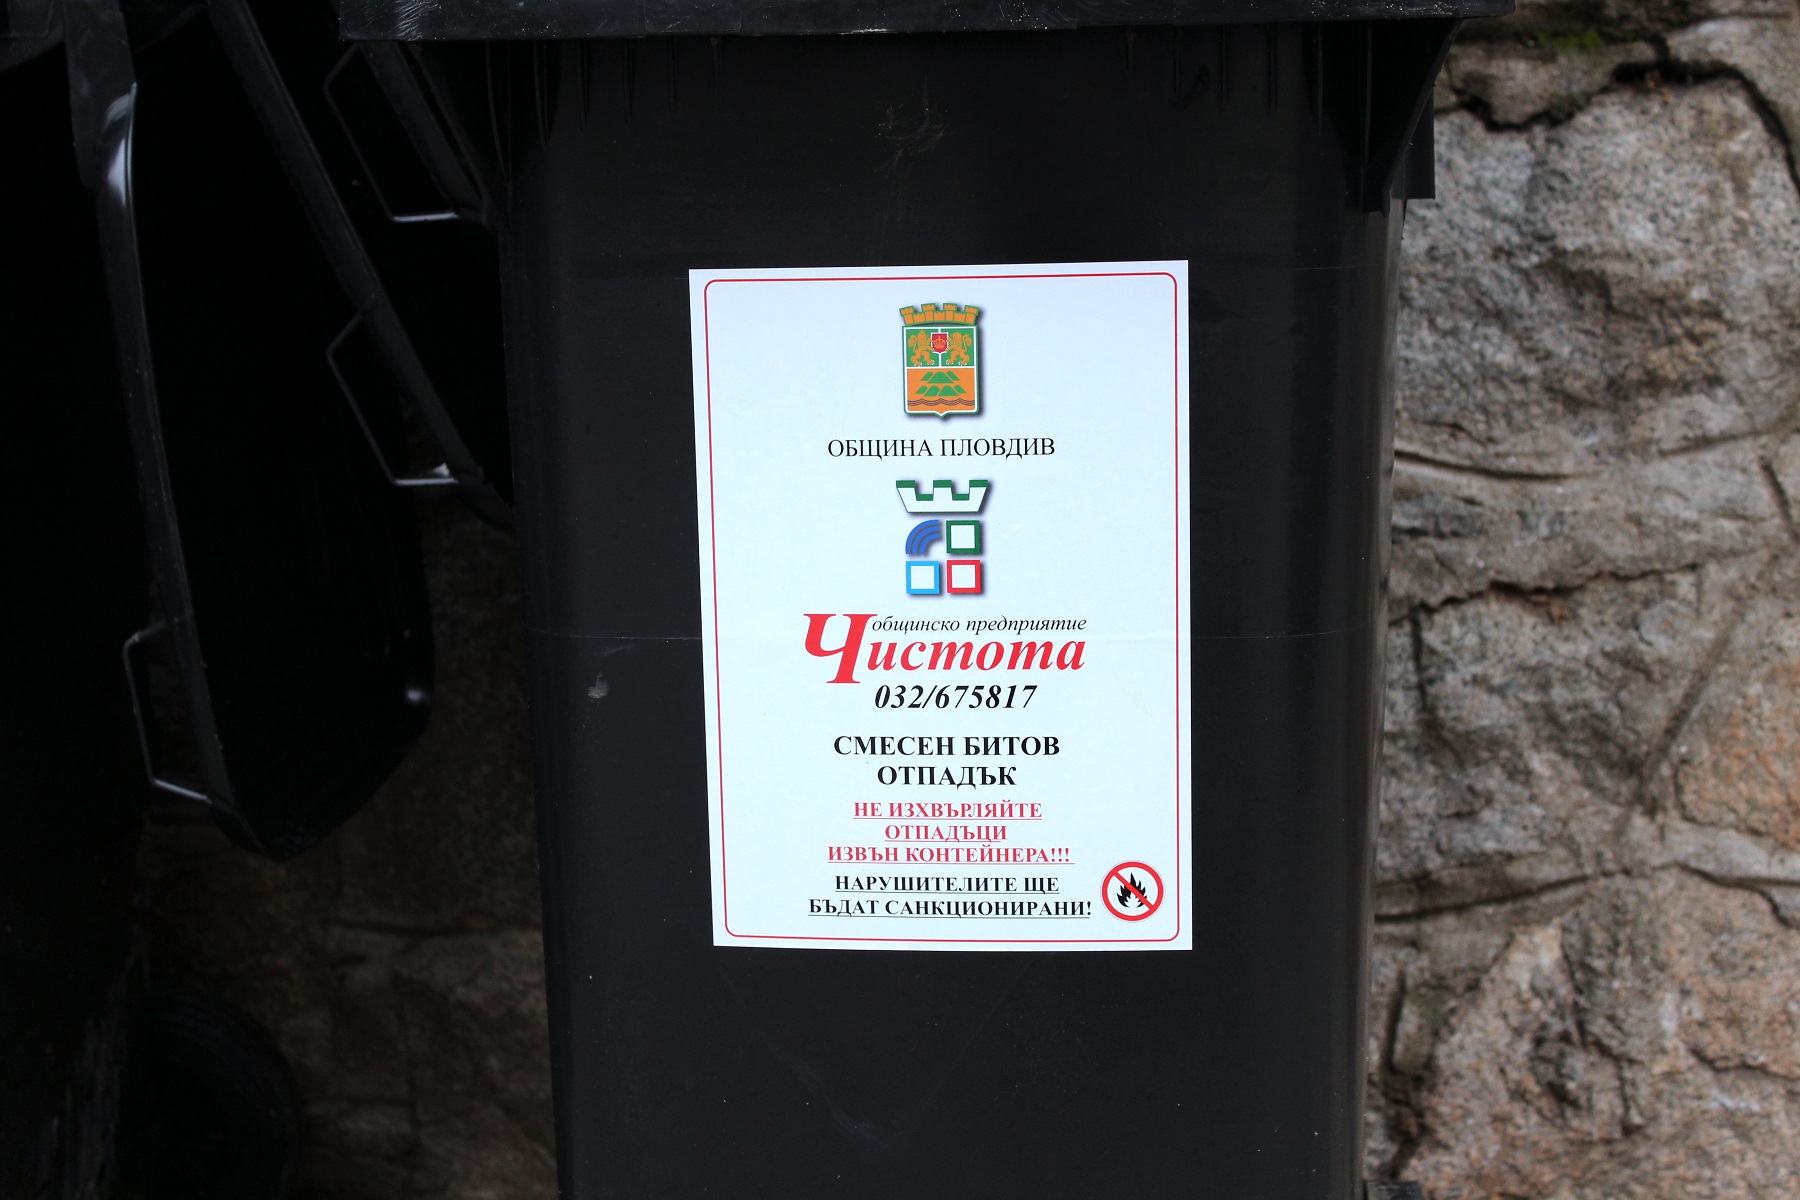 ОБЩИНА ПЛОВДИВ
общинско предприятие
Чистота
032/675817
СМЕСЕН БИТОВ
ОТПАДЪК
НЕ ИЗХВЪРЛЯЙТЕ
ОТПАДЪЦИ
ИЗВЪН КОНТЕЙНЕРА!!!
НАРУШИТЕЛИТЕ ЩЕ
БЪДАТ САНКЦИОНИРАНИ!